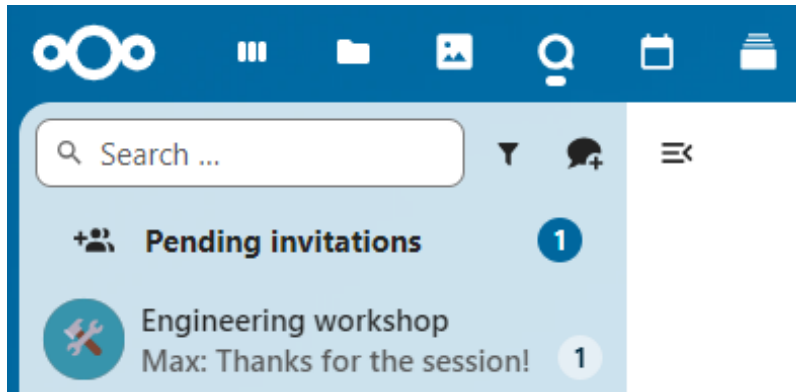 Search ...
Pending invitations 1
Engineering workshop
Max: Thanks for the session! 1